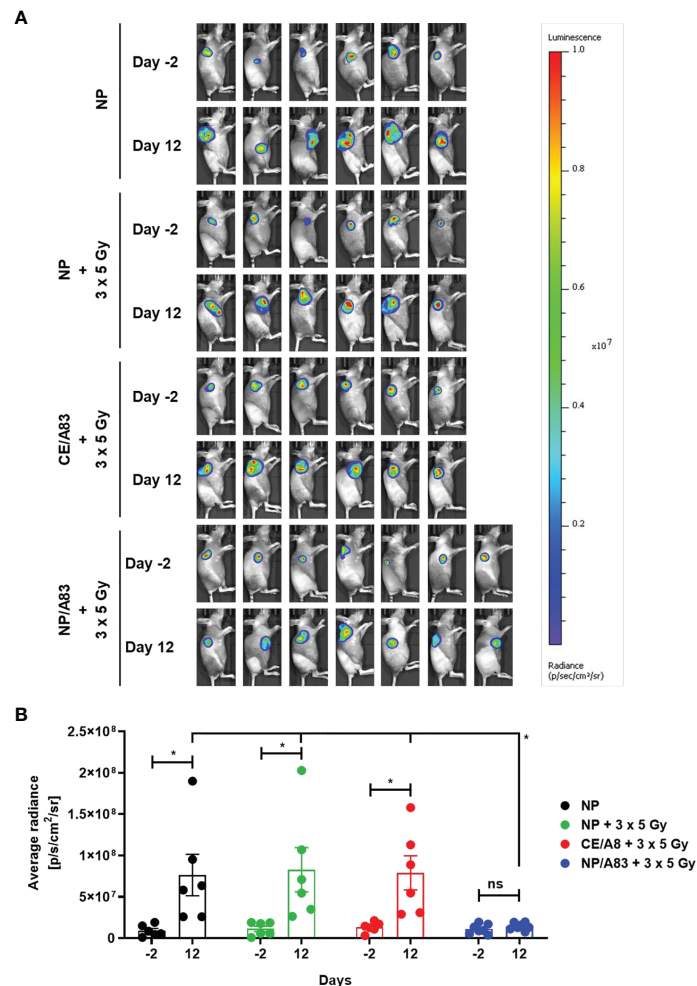 A
NP
Day -2
Day 12
NP
+
3 x 5 Gy
Day -2
Day 12
CE/A83
+
3 x 5 Gy
Day -2
Day 12
NP/A83
+
3 x 5 Gy
Day -2
Day 12
Luminescence
1.0
0.8
0.6
x10⁷
0.4
0.2
Radiance
(p/sec/cm²/sr)
B
Average radiance
[p/s/cm²/sr]
2.5×10⁸
2×10⁸
1.5×10⁸
1×10⁸
5×10⁷
0
* * * ns *
-2 12 -2 12 -2 12 -2 12
Days
NP
NP + 3 x 5 Gy
CE/A8 + 3 x 5 Gy
NP/A83 + 3 x 5 Gy